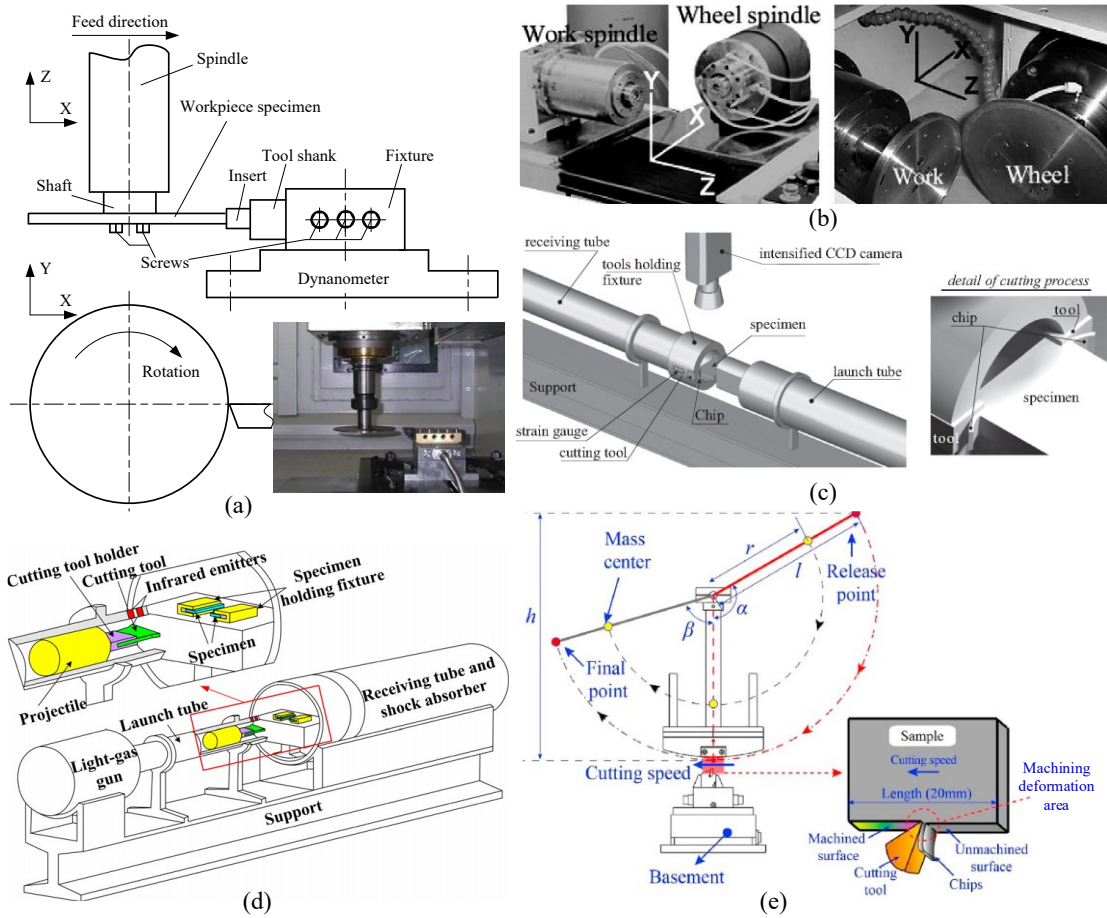 Feed direction
Z
X
Spindle
Workpiece specimen
Tool shank
Fixture
Insert
Shaft
Screws
Dynanometer
Y
X
Rotation
(a)
Work spindle
Wheel spindle
Y
X
Z
Y
X
Z
Work
Wheel
(b)
receiving tube
tools holding
fixture
intensified CCD camera
specimen
launch tube
Support
Chip
strain gauge
cutting tool
detail of cutting process
chip
tool
specimen
tool
(c)
Cutting tool holder
Cutting tool
Infrared emitters
Specimen
holding fixture
Specimen
Projectile
Launch tube
Receiving tube and
shock absorber
Light-gas
gun
Support
(d)
Mass
center
r
l
Release
point
h
α
β
Final
point
Cutting speed
Basement
Sample
Cutting speed
Length (20mm)
Machining
deformation
area
Machined
surface
Unmachined
surface
Cutting
tool
Chips
(e)